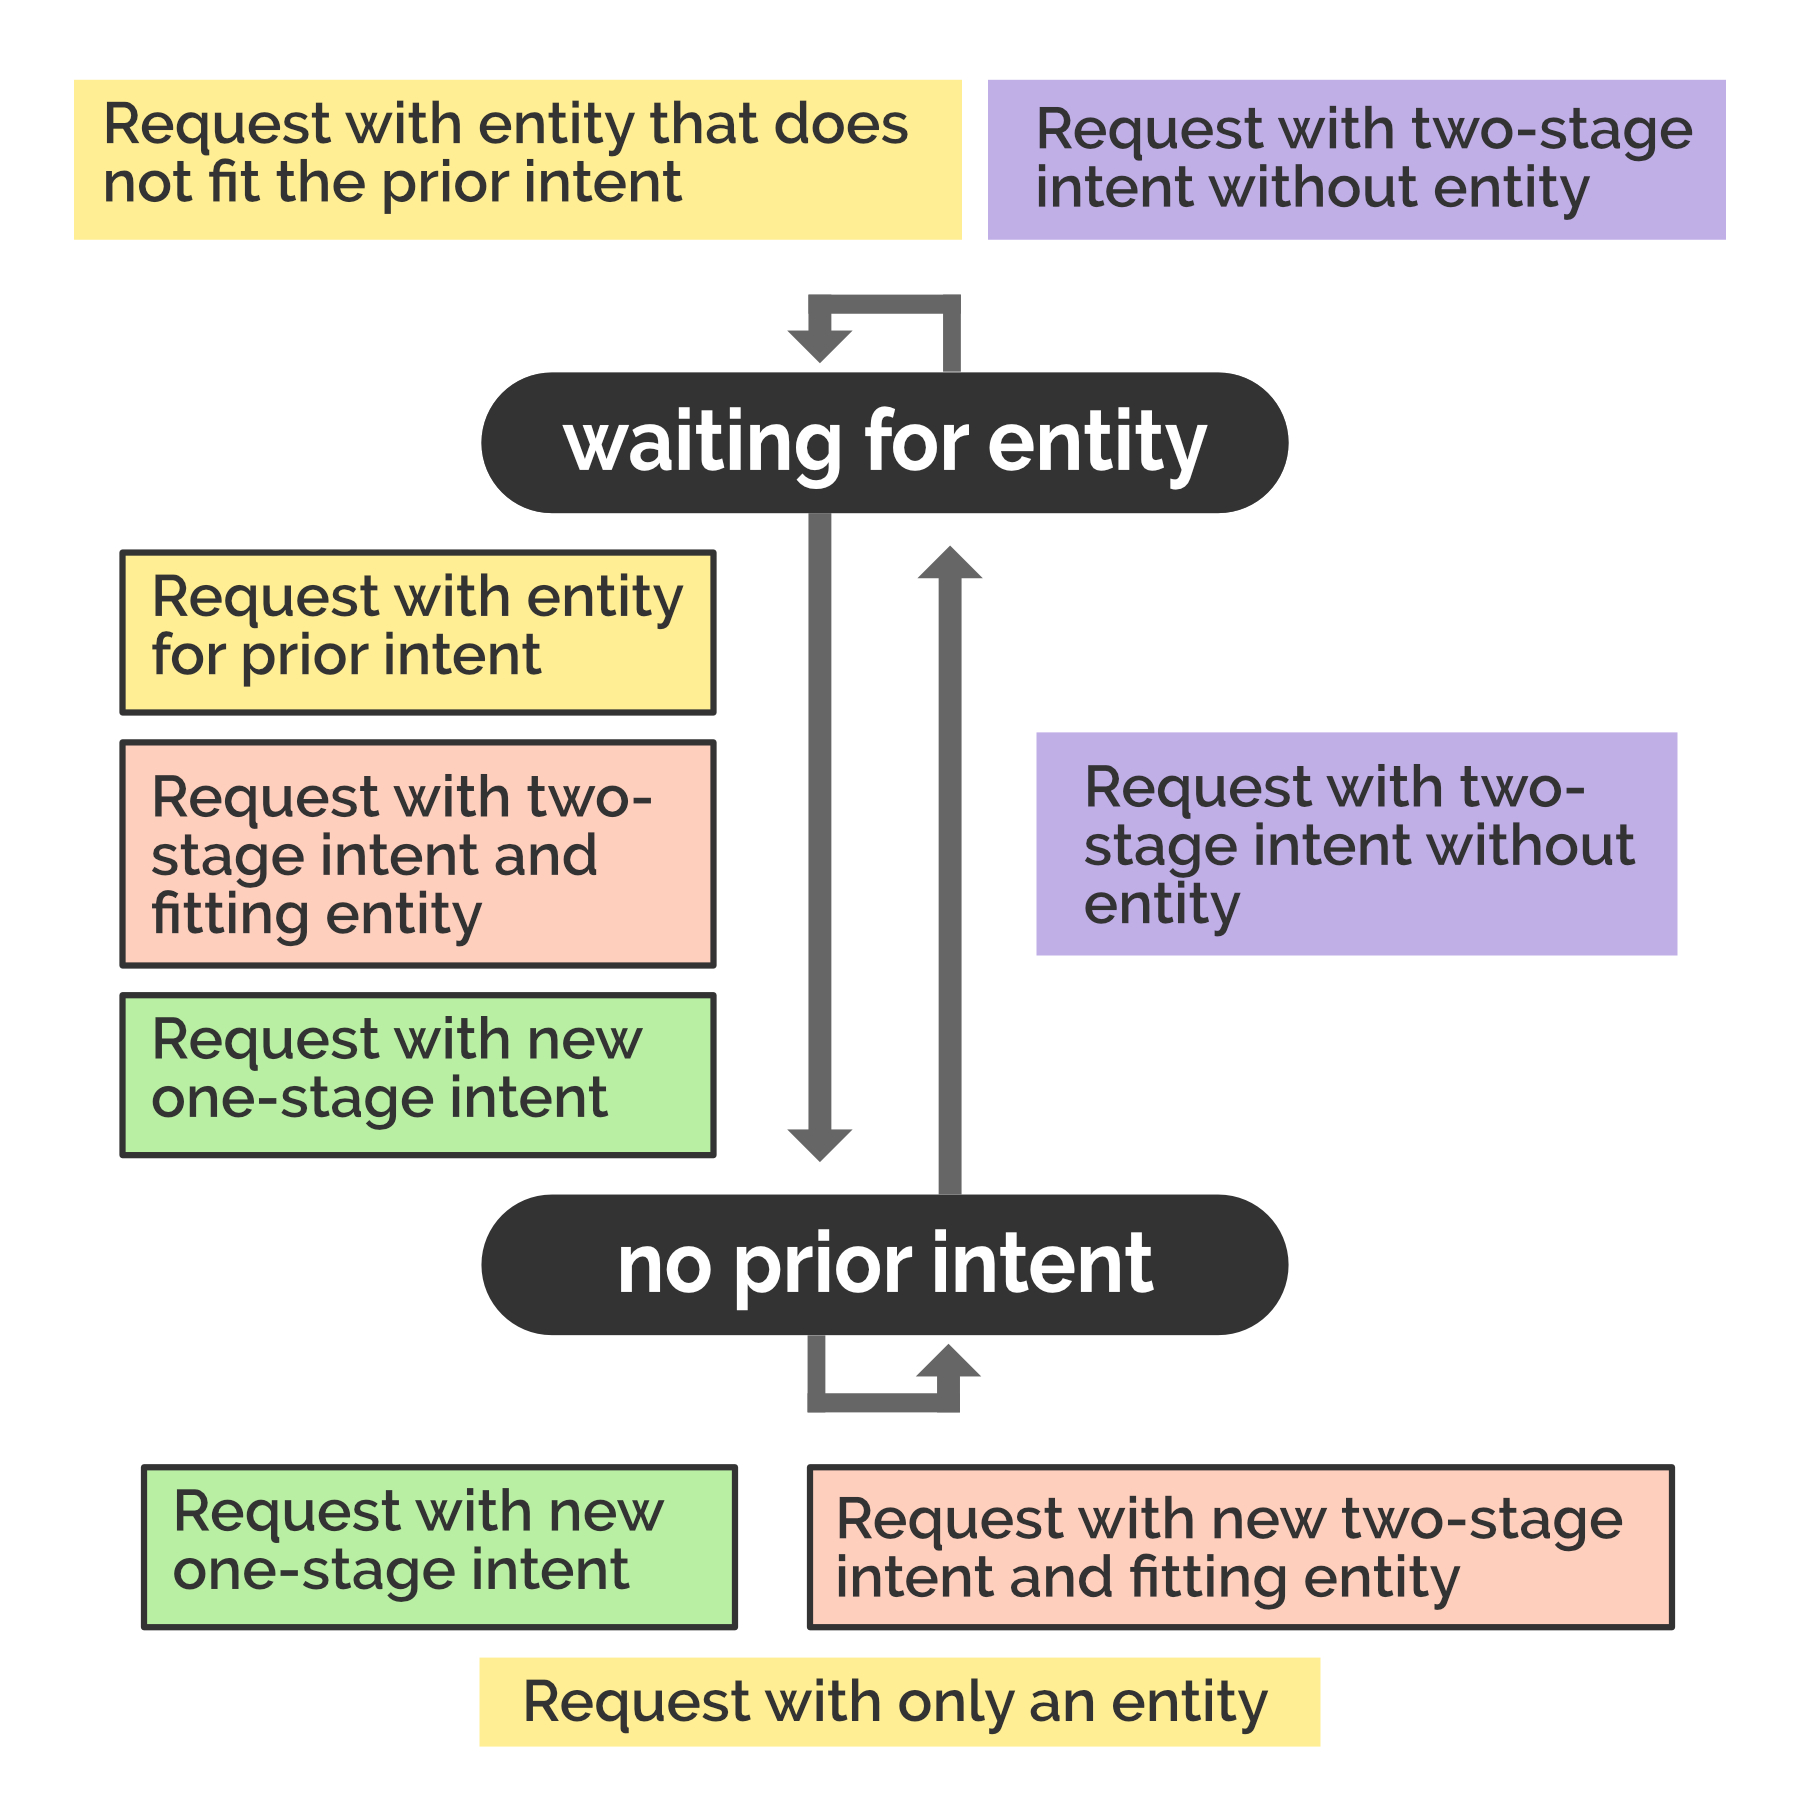 Request with entity that does
not fit the prior intent
Request with two-stage
intent without entity
waiting for entity
Request with entity
for prior intent
Request with two-
stage intent and
fitting entity
Request with new
one-stage intent
Request with two-
stage intent without
entity
no prior intent
Request with new
one-stage intent
Request with new two-stage
intent and fitting entity
Request with only an entity